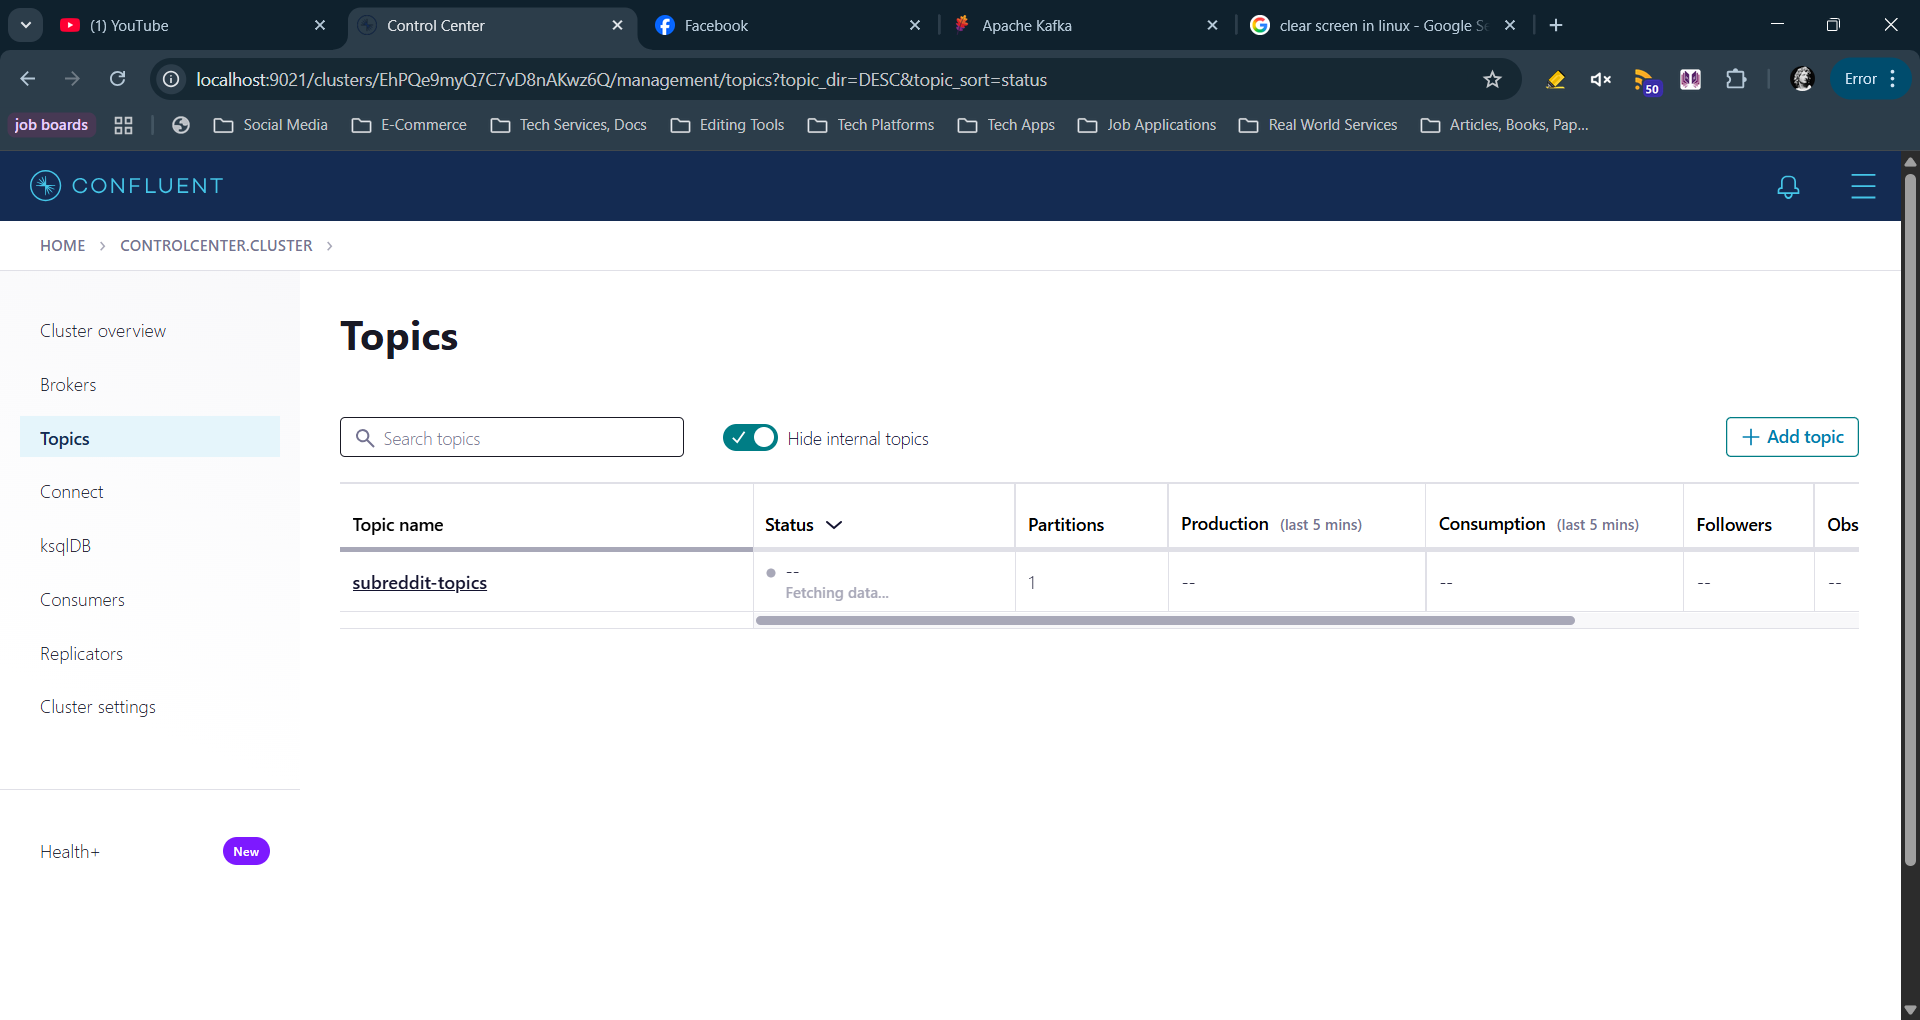 (1) YouTube
Control Center
Facebook
Apache Kafka
clear screen in linux - Google Se
localhost:9021/clusters/EhPQe9myQ7C7vD8nAKwz6Q/management/topics?topic_dir=DESC&topic_sort=status
50
Error
job boards
Social Media
E-Commerce
Tech Services, Docs
Editing Tools
Tech Platforms
Tech Apps
Job Applications
Real World Services
Articles, Books, Pap...
CONFLUENT
HOME > CONTROLCENTER.CLUSTER >
Cluster overview
Brokers
Topics
Connect
ksqlDB
Consumers
Replicators
Cluster settings
Health+ New
Topics
Search topics
Hide internal topics
+ Add topic
Topic name Status Partitions Production (last 5 mins) Consumption (last 5 mins) Followers Obs
subreddit-topics -- 1 -- -- -- --
Fetching data...